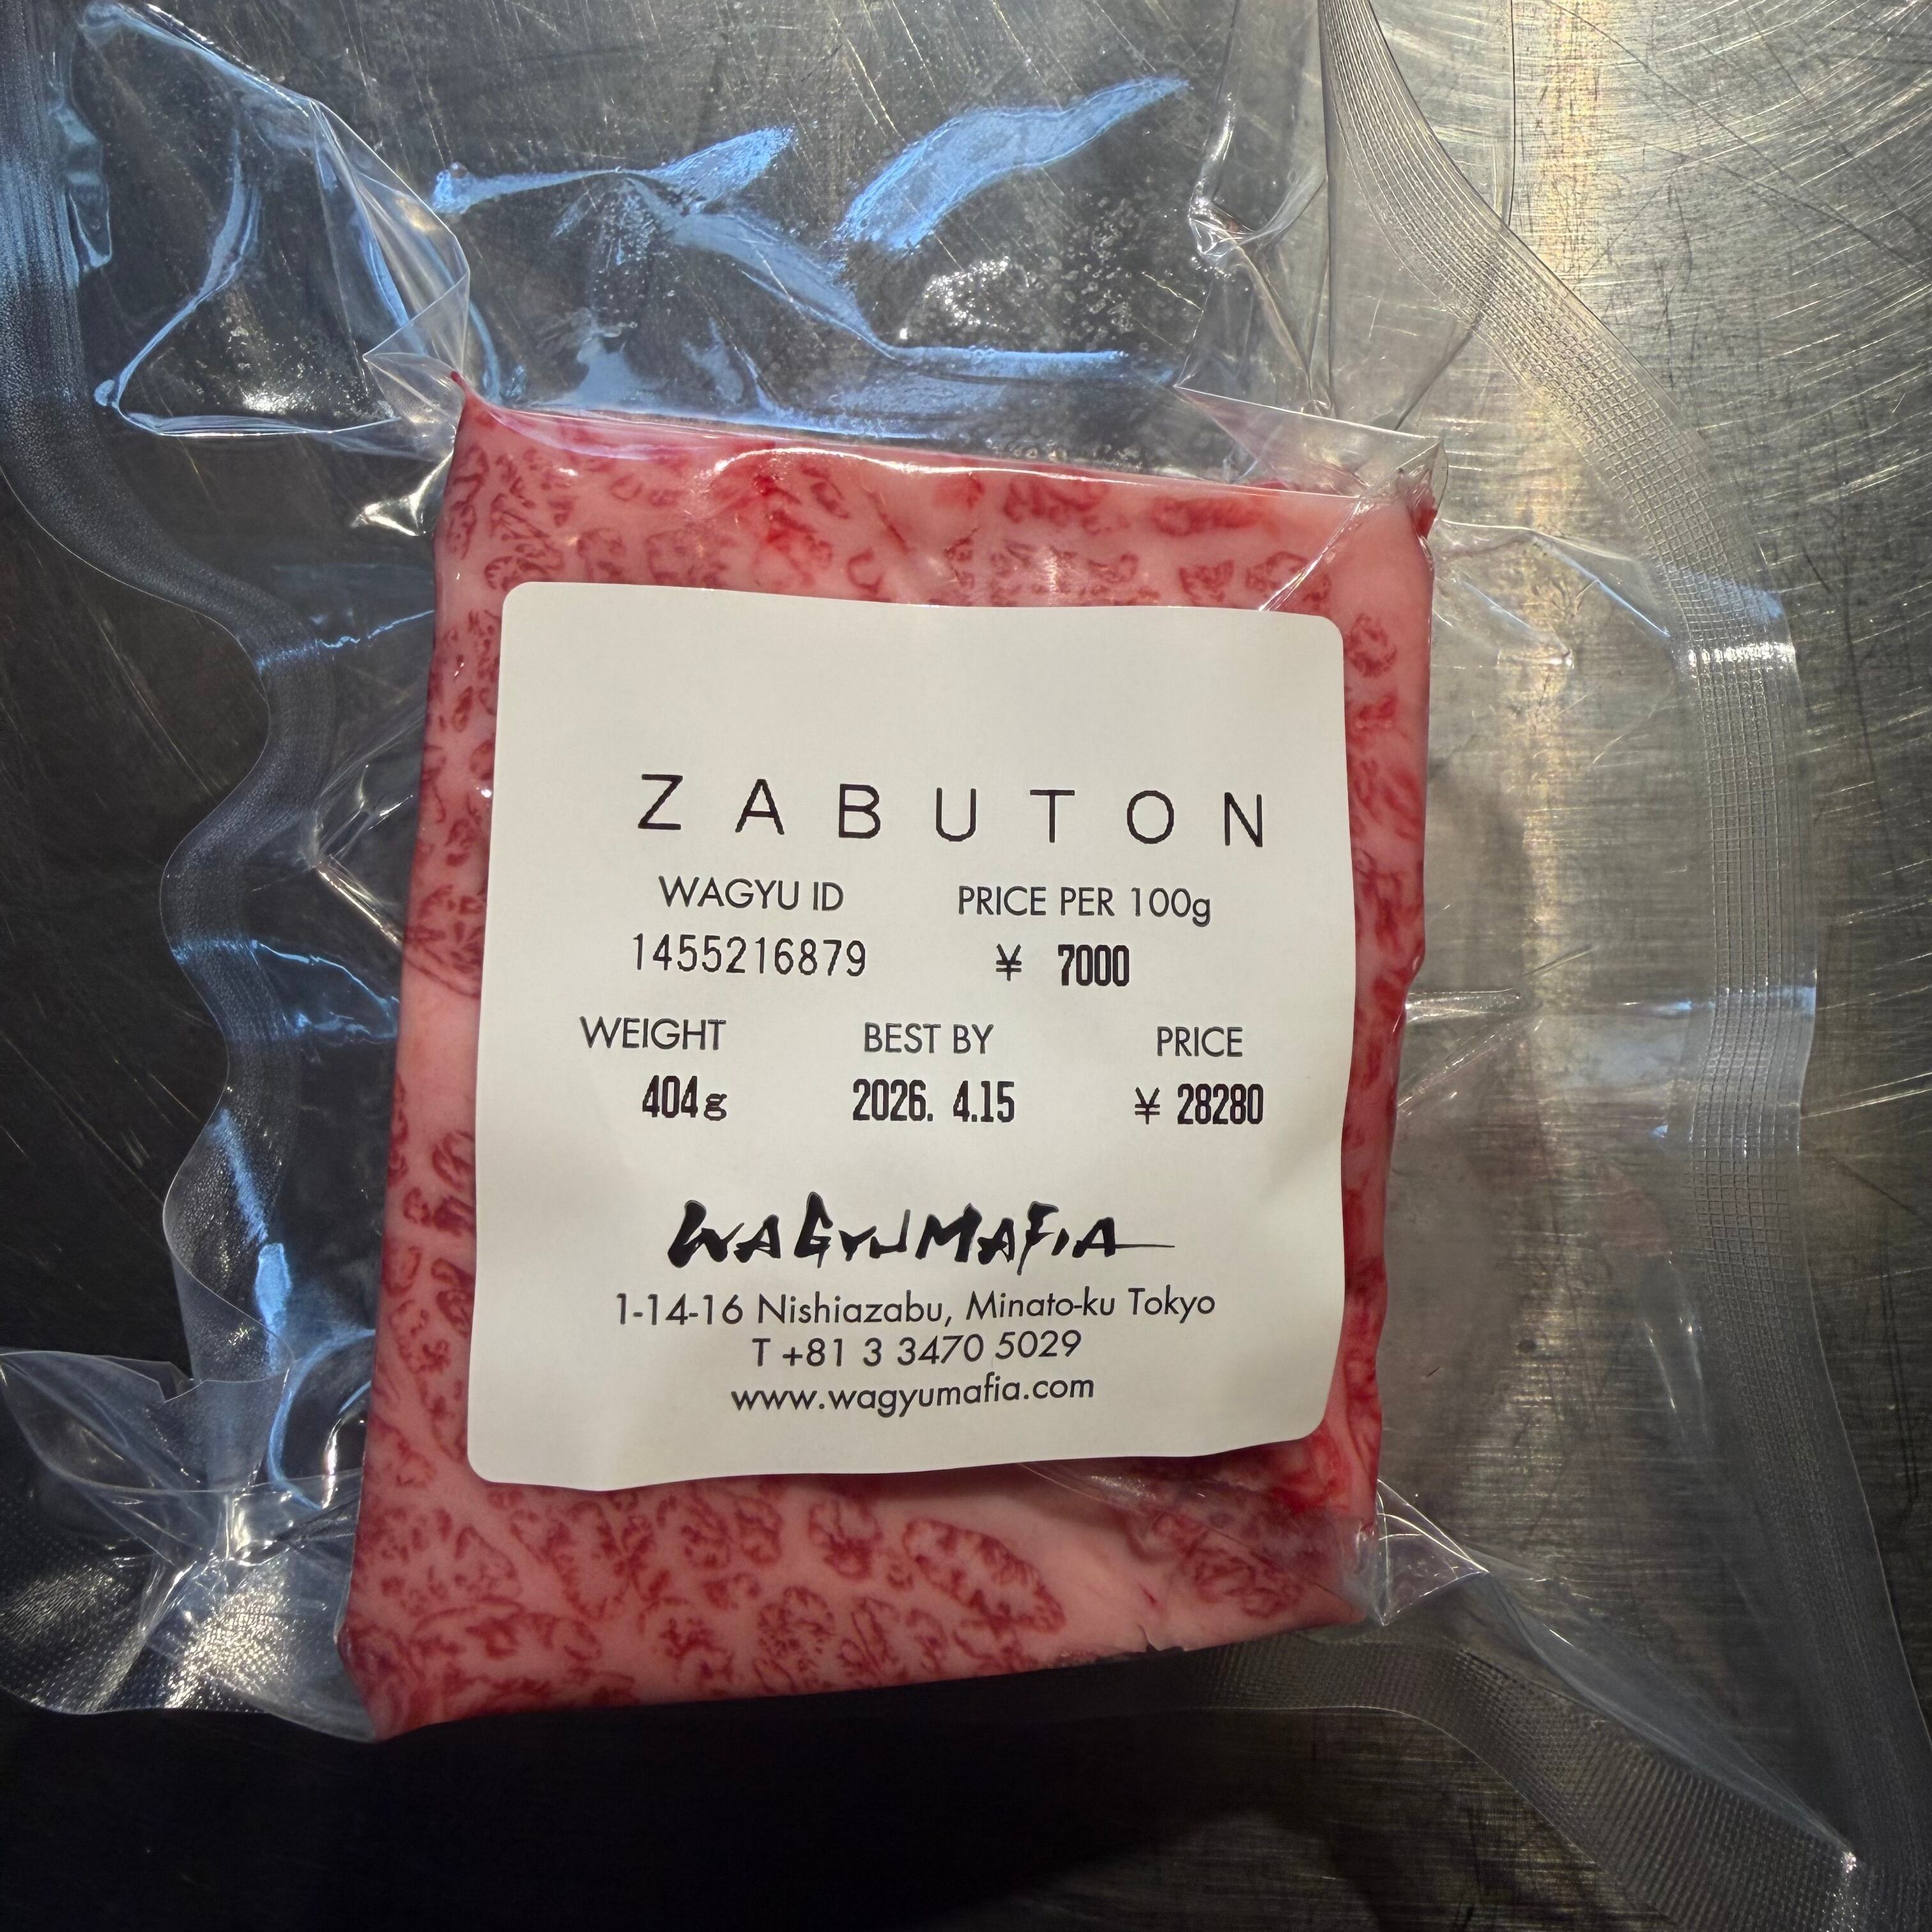 ZABUTON
WAGYU ID PRICE PER 100g
1455216879 ¥ 7000
WEIGHT BEST BY PRICE
404g 2026. 4.15 ¥ 28280
WAGYUMAFIA
1-14-16 Nishiazabu, Minato-ku Tokyo
T +81 3 3470 5029
www.wagyumafia.com